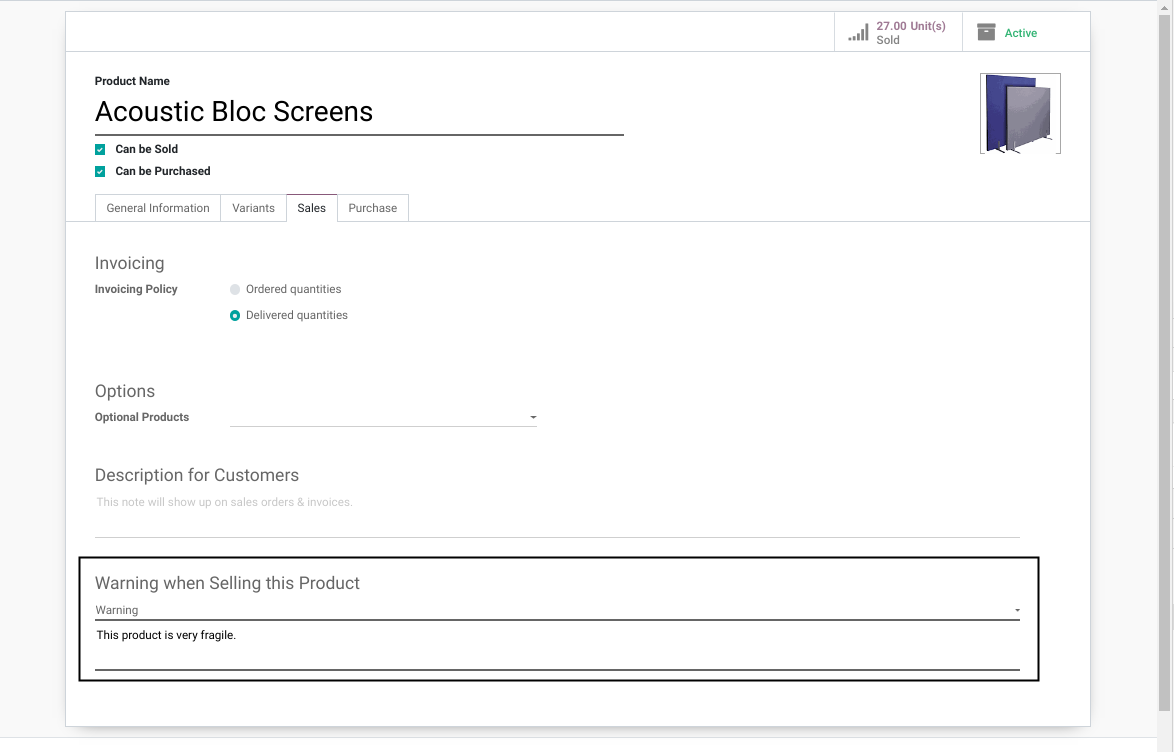 27.00 Unit(s)
Sold
Active
Product Name
Acoustic Bloc Screens
Can be Sold
Can be Purchased
General Information Variants Sales Purchase
Invoicing
Invoicing Policy Ordered quantities
Delivered quantities
Options
Optional Products
Description for Customers
This note will show up on sales orders & invoices.
Warning when Selling this Product
Warning
This product is very fragile.